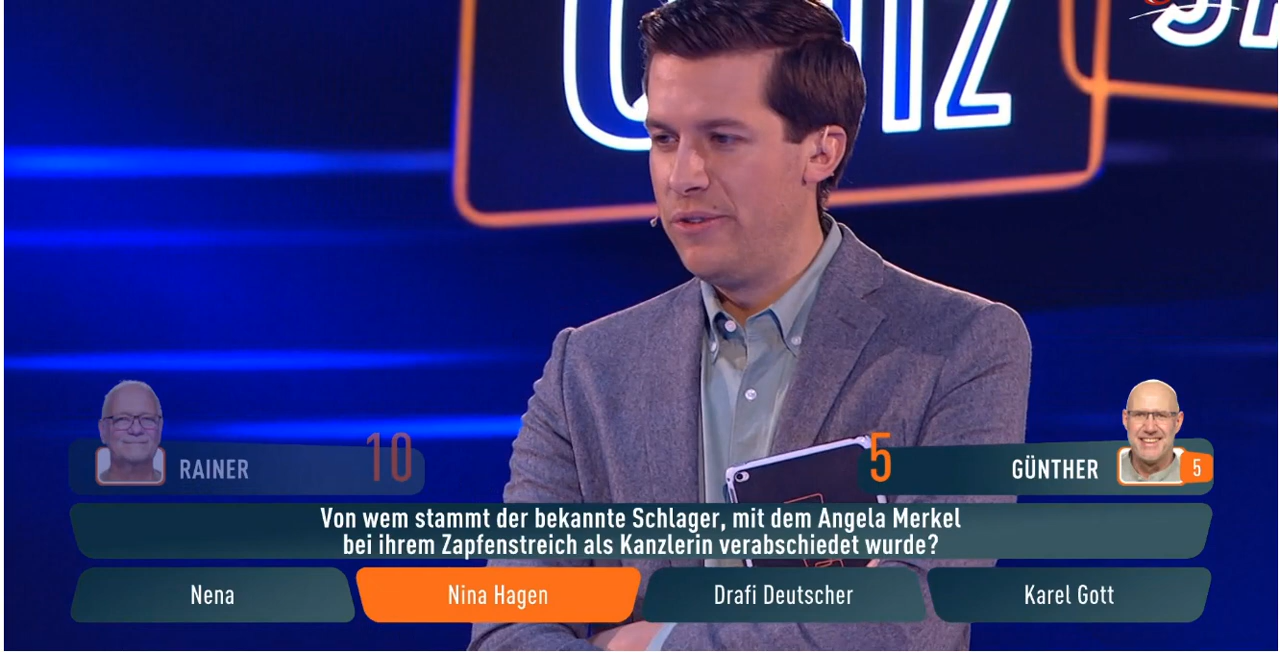 QUIZ
RAINER
10
5
GÜNTHER
5
Von wem stammt der bekannte Schlager, mit dem Angela Merkel
bei ihrem Zapfenstreich als Kanzlerin verabschiedet wurde?
Nena
Nina Hagen
Drafi Deutscher
Karel Gott